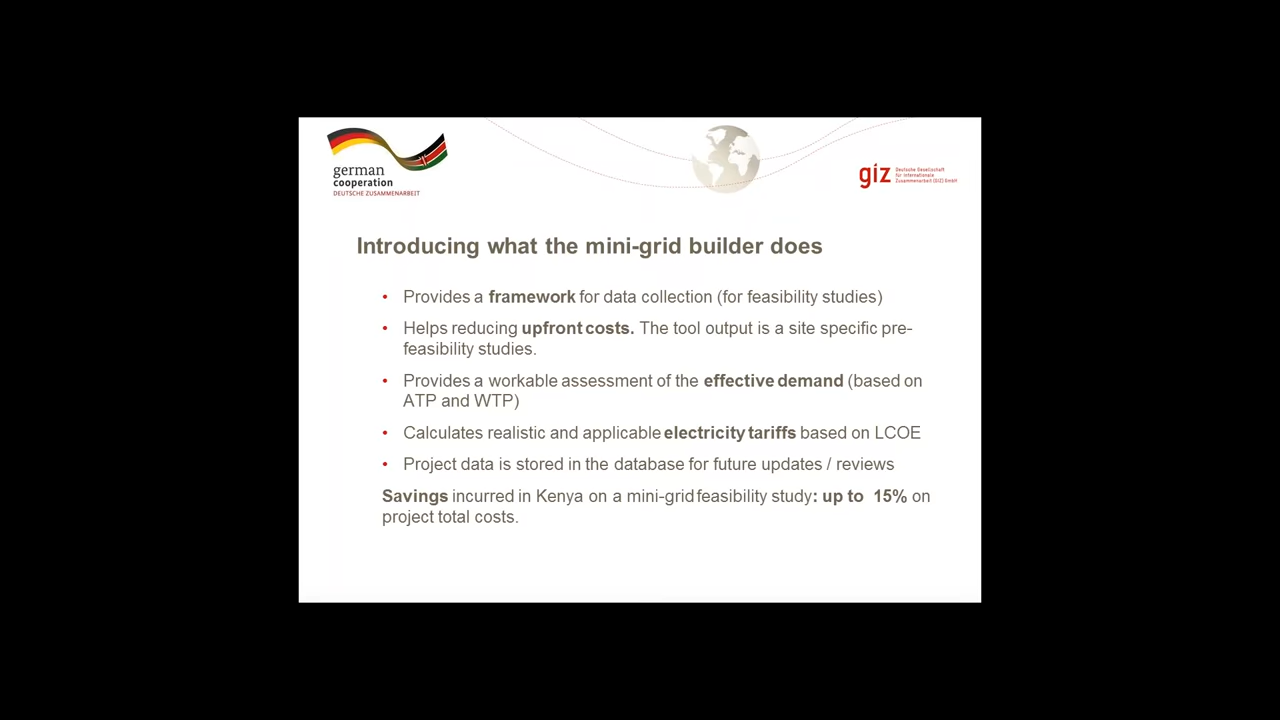 german
cooperation
DEUTSCHE ZUSAMMENARBEIT
giz
Deutsche Gesellschaft
für Internationale
Zusammenarbeit (GIZ) GmbH
Introducing what the mini-grid builder does
• Provides a framework for data collection (for feasibility studies)
• Helps reducing upfront costs. The tool output is a site specific pre-
feasibility studies.
• Provides a workable assessment of the effective demand (based on
ATP and WTP)
• Calculates realistic and applicable electricity tariffs based on LCOE
• Project data is stored in the database for future updates / reviews
Savings incurred in Kenya on a mini-grid feasibility study: up to 15% on
project total costs.